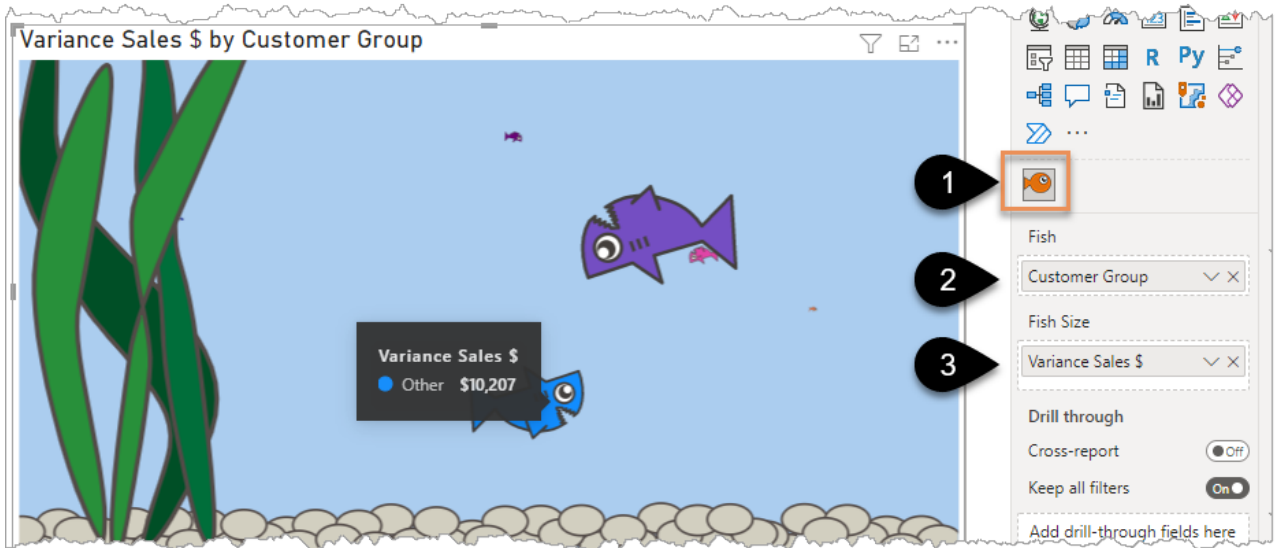 Variance Sales $ by Customer Group
Variance Sales $
Other $10,207
123
R Py
1
Fish
2
Customer Group
Fish Size
3
Variance Sales $
Drill through
Cross-report
Off
Keep all filters
On
Add drill-through fields here